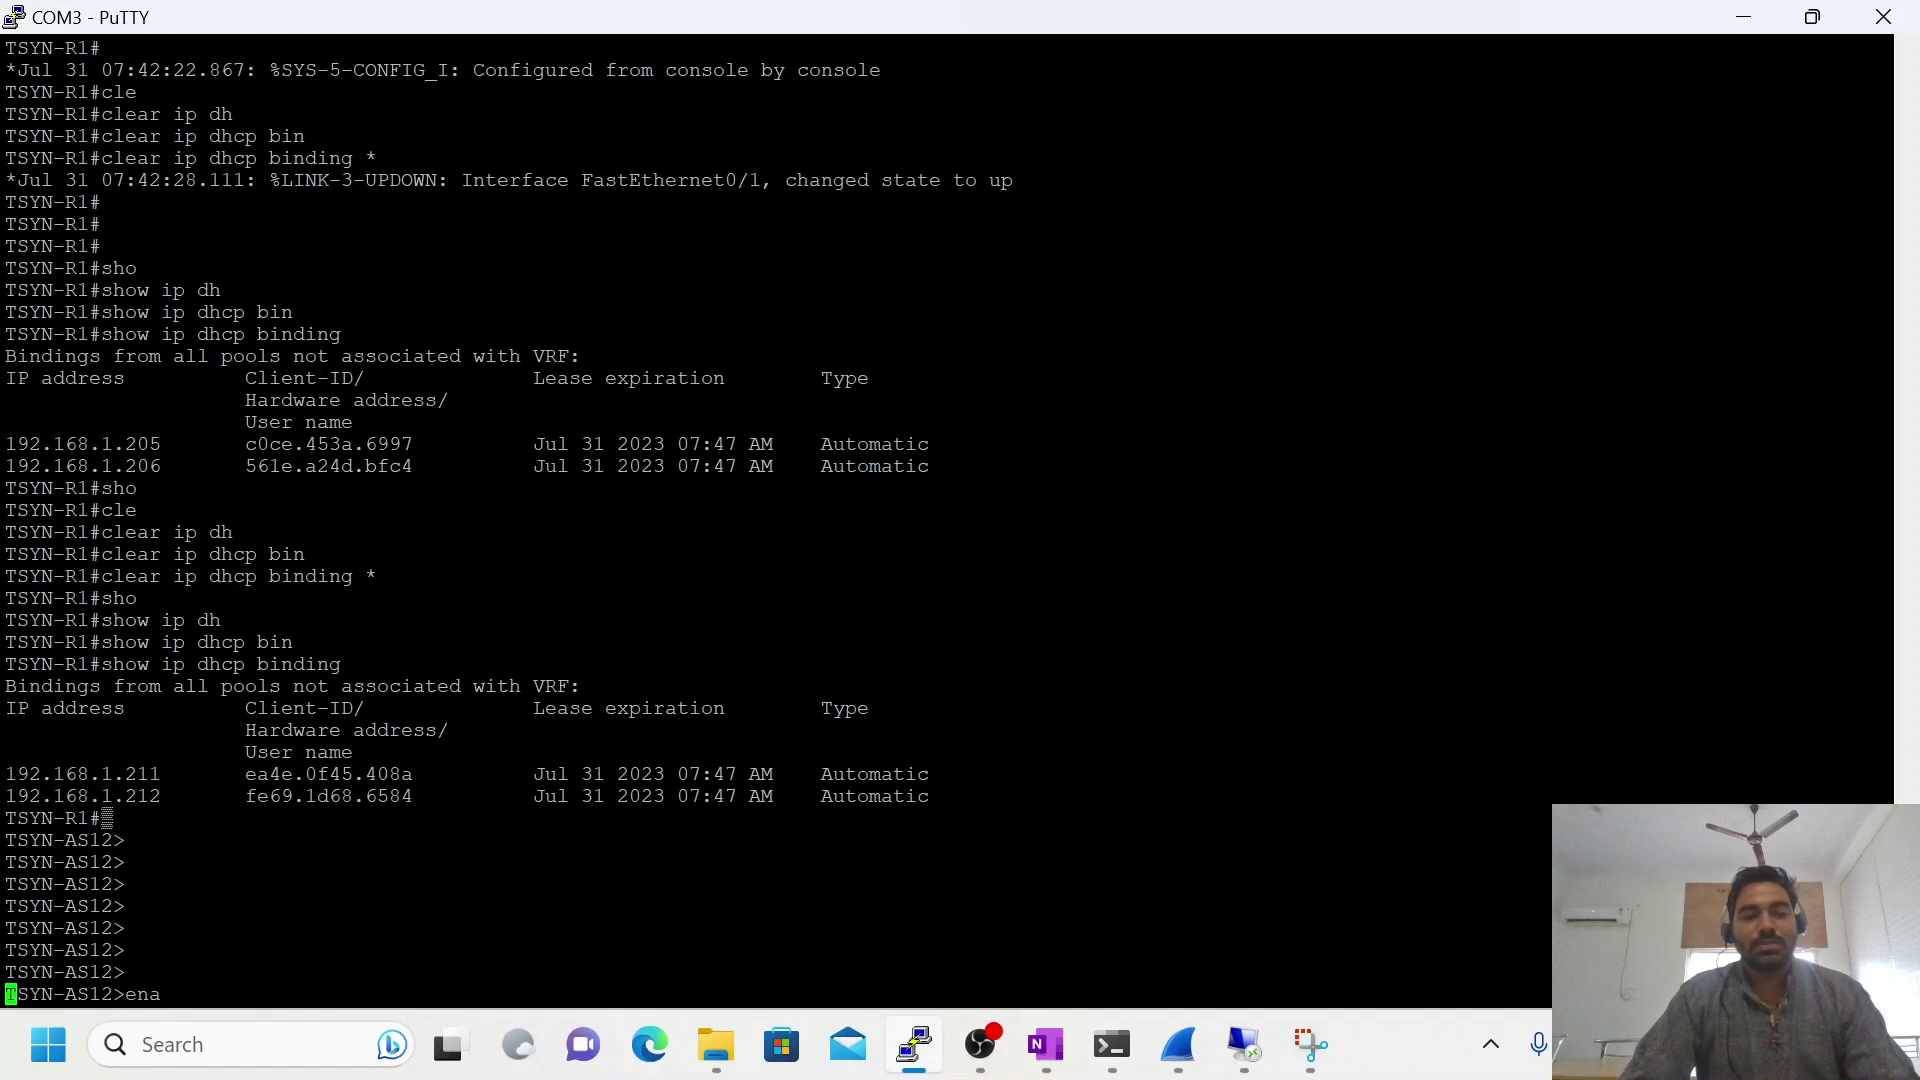 COM3 - PuTTY
TSYN-R1#
*Jul 31 07:42:22.867: %SYS-5-CONFIG_I: Configured from console by console
TSYN-R1#cle
TSYN-R1#clear ip dh
TSYN-R1#clear ip dhcp bin
TSYN-R1#clear ip dhcp binding *
*Jul 31 07:42:28.111: %LINK-3-UPDOWN: Interface FastEthernet0/1, changed state to up
TSYN-R1#
TSYN-R1#
TSYN-R1#
TSYN-R1#sho
TSYN-R1#show ip dh
TSYN-R1#show ip dhcp bin
TSYN-R1#show ip dhcp binding
Bindings from all pools not associated with VRF:
IP address Client-ID/ Lease expiration Type
Hardware address/
User name
192.168.1.205 c0ce.453a.6997 Jul 31 2023 07:47 AM Automatic
192.168.1.206 561e.a24d.bfc4 Jul 31 2023 07:47 AM Automatic
TSYN-R1#sho
TSYN-R1#cle
TSYN-R1#clear ip dh
TSYN-R1#clear ip dhcp bin
TSYN-R1#clear ip dhcp binding *
TSYN-R1#sho
TSYN-R1#show ip dh
TSYN-R1#show ip dhcp bin
TSYN-R1#show ip dhcp binding
Bindings from all pools not associated with VRF:
IP address Client-ID/ Lease expiration Type
Hardware address/
User name
192.168.1.211 ea4e.0f45.408a Jul 31 2023 07:47 AM Automatic
192.168.1.212 fe69.1d68.6584 Jul 31 2023 07:47 AM Automatic
TSYN-R1#
TSYN-AS12>
TSYN-AS12>
TSYN-AS12>
TSYN-AS12>
TSYN-AS12>
TSYN-AS12>
TSYN-AS12>
TSYN-AS12>ena
Search